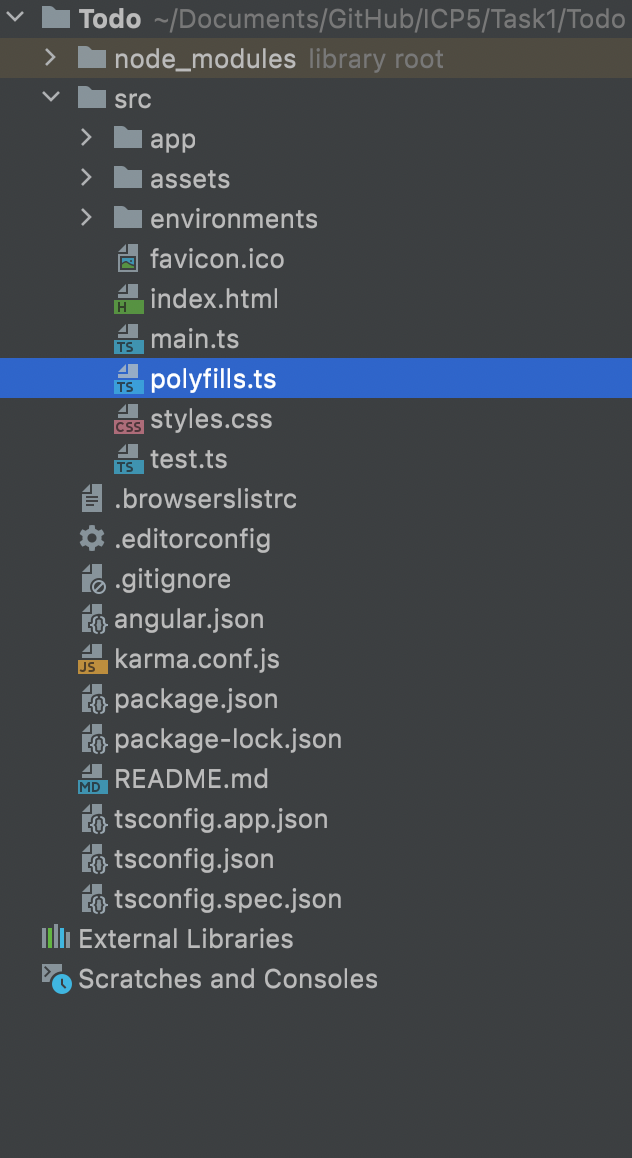 Todo ~/Documents/GitHub/ICP5/Task1/Todo
node_modules library root
src
app
assets
environments
favicon.ico
H index.html
TS main.ts
TS polyfills.ts
CSS styles.css
TS test.ts
.browserslistrc
.editorconfig
.gitignore
angular.json
JS karma.conf.js
package.json
package-lock.json
MD README.md
tsconfig.app.json
tsconfig.json
tsconfig.spec.json
External Libraries
Scratches and Consoles